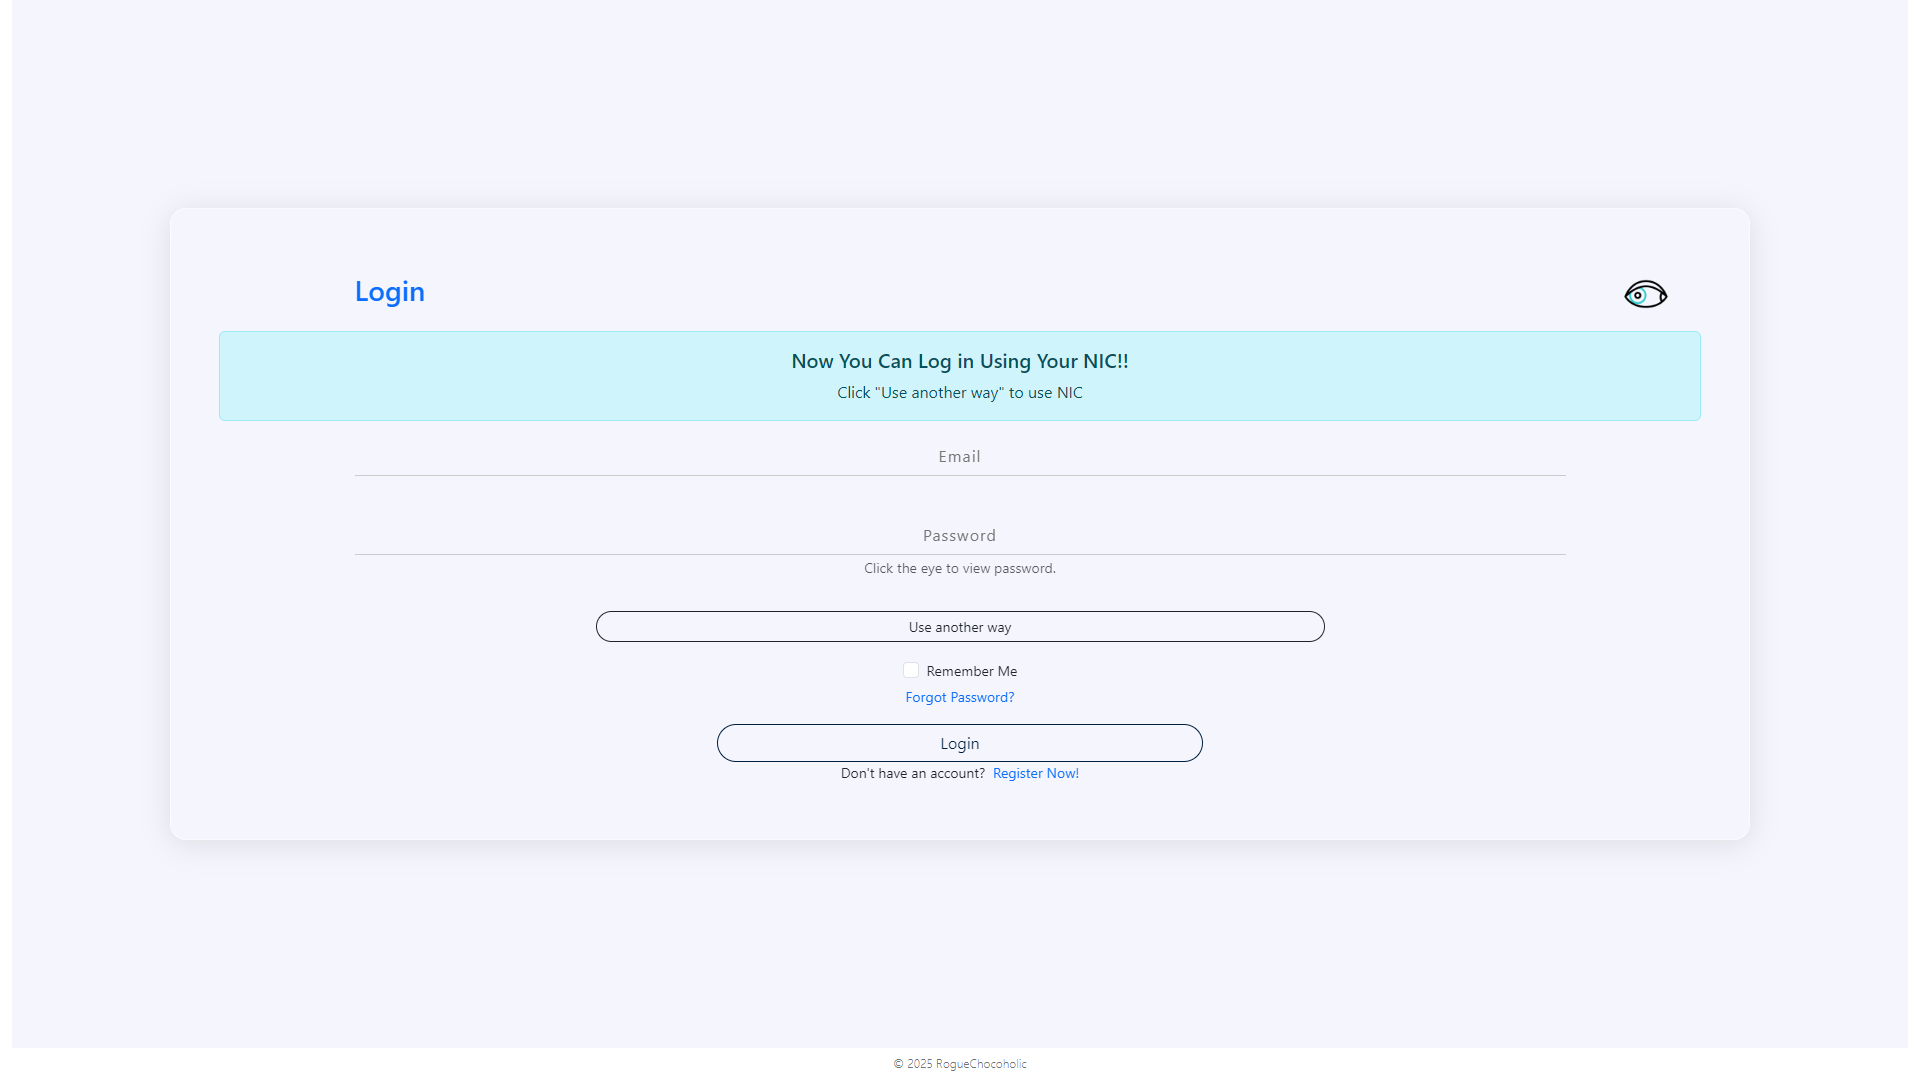 Login
Now You Can Log in Using Your NIC!!
Click "Use another way" to use NIC
Email
Password
Click the eye to view password.
Use another way
Remember Me
Forgot Password?
Login
Don't have an account? Register Now!
© 2025 RogueChocoholic